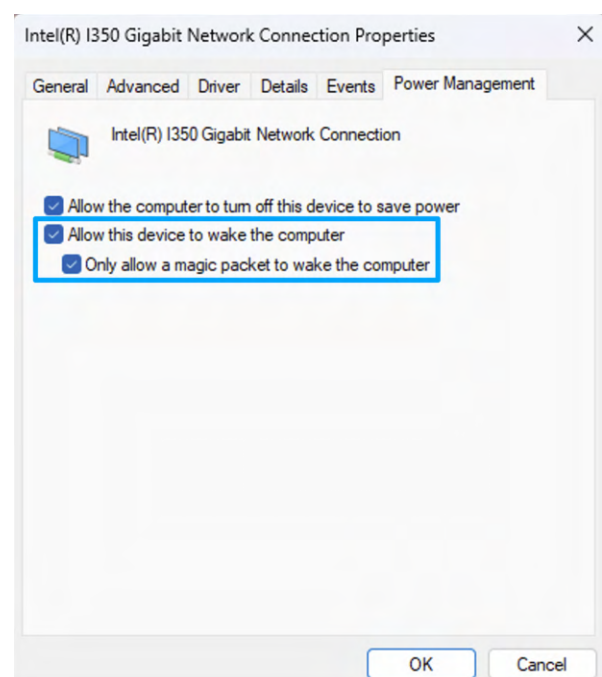 Intel(R) I350 Gigabit Network Connection Properties
General Advanced Driver Details Events Power Management
Intel(R) I350 Gigabit Network Connection
Allow the computer to turn off this device to save power
Allow this device to wake the computer
Only allow a magic packet to wake the computer
OK Cancel